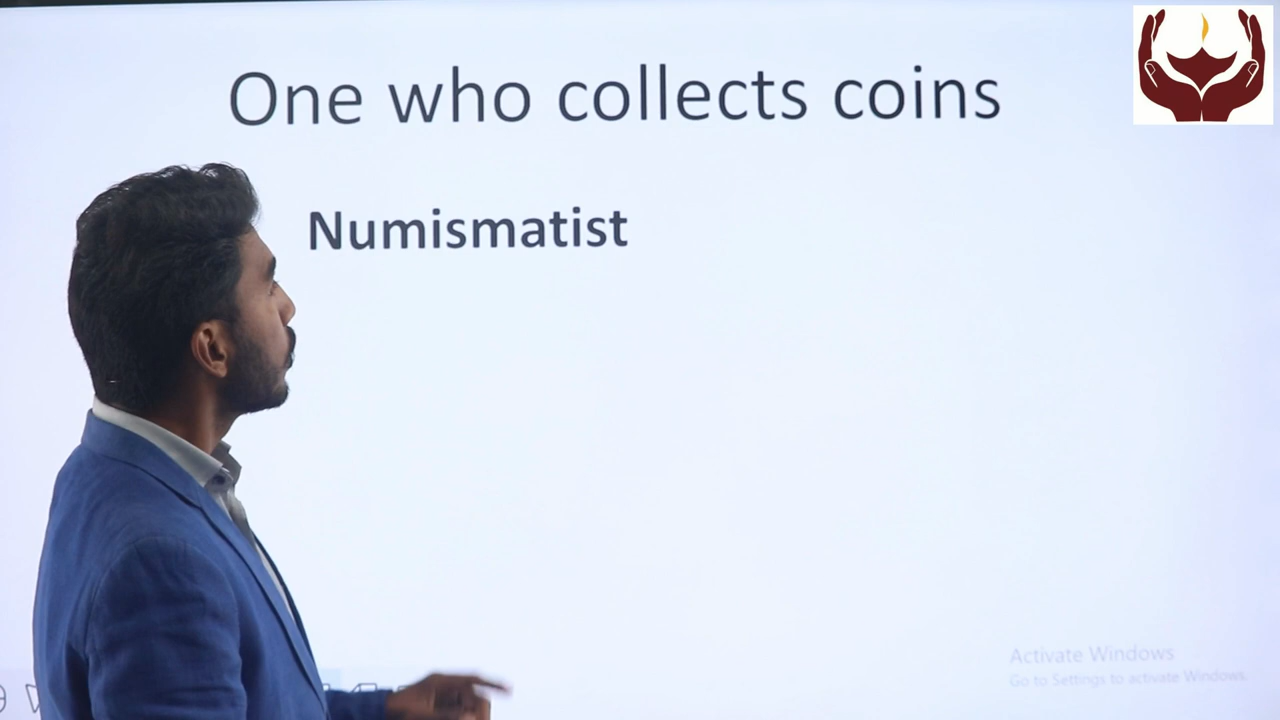 One who collects coins
Numismatist
Activate Windows
Go to Settings to activate Windows.